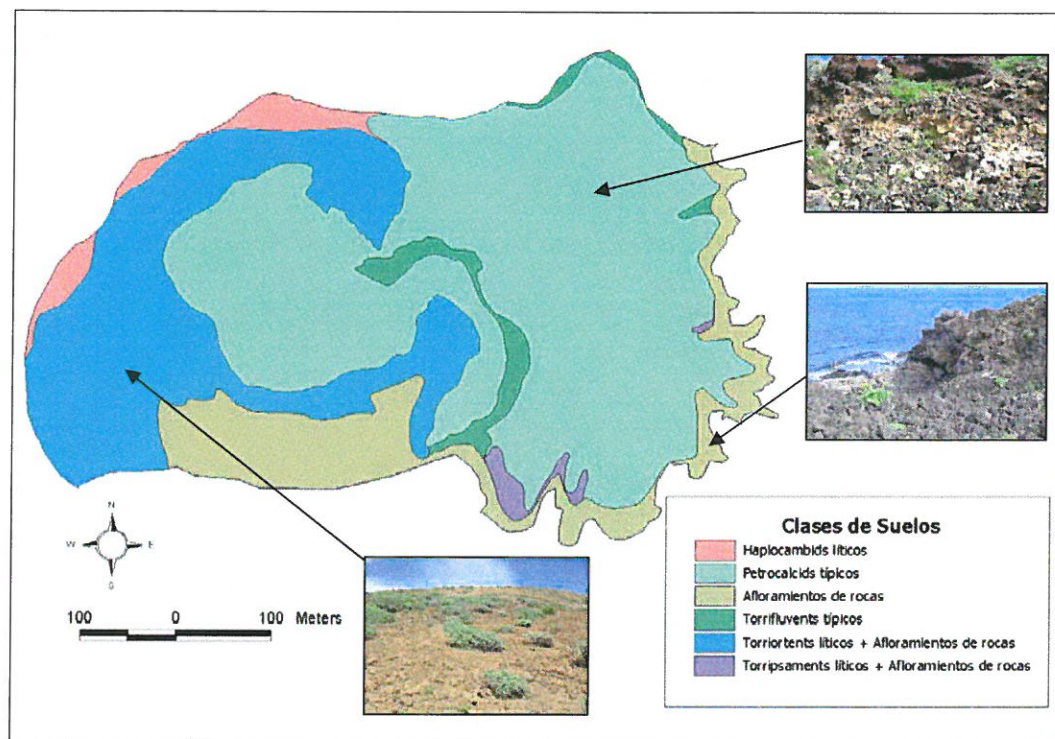 N
W E
S
100 0 100 Meters
Clases de Suelos
Haplocambids líticos
Petrocalcids típicos
Afloramientos de rocas
Torrifluvents típicos
Torriortents líticos + Afloramientos de rocas
Torripsaments líticos + Afloramientos de rocas